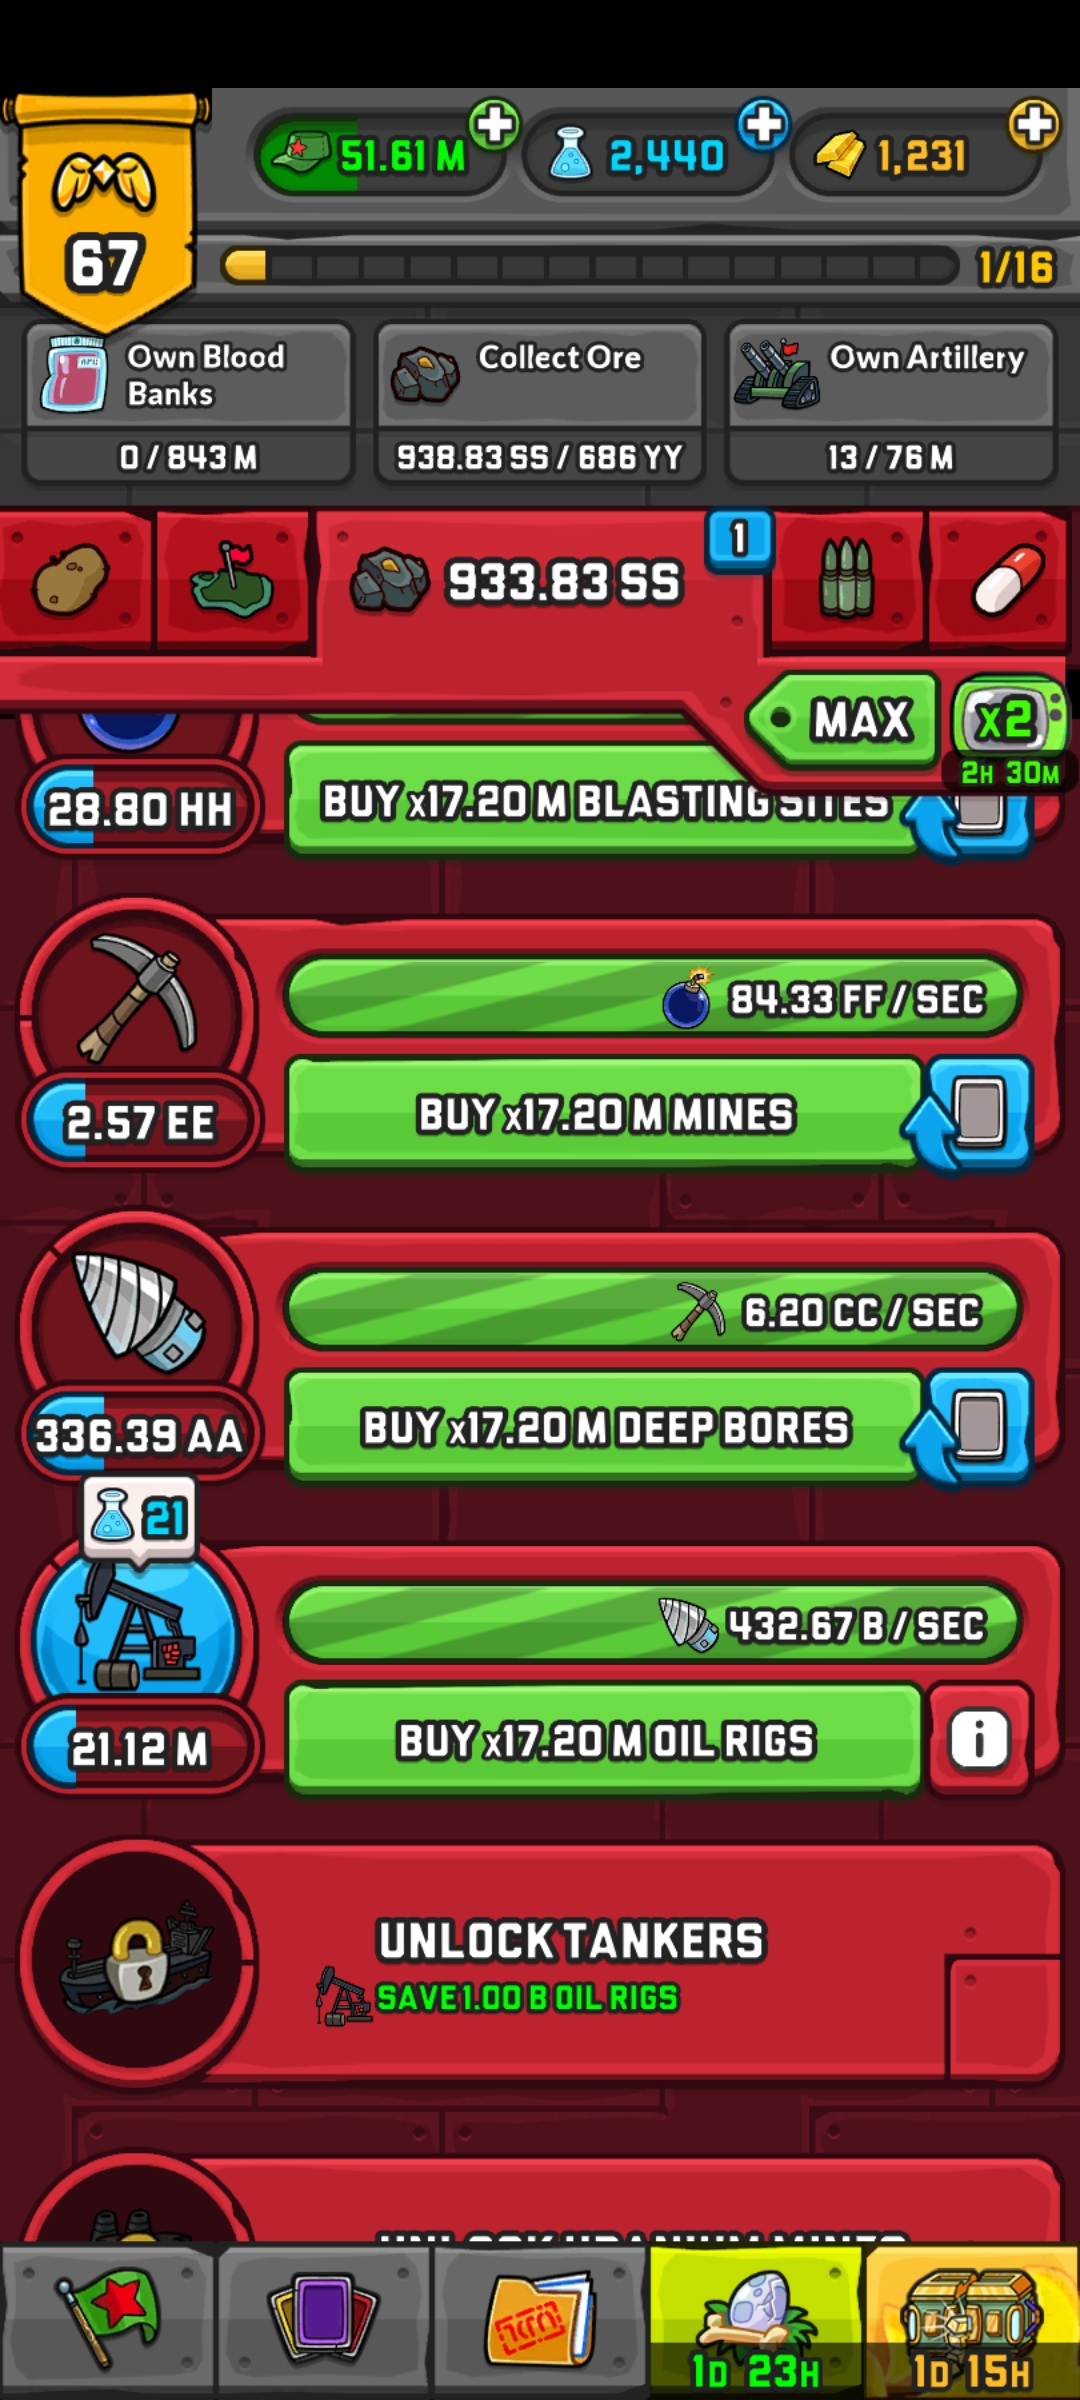 51.61 M
2,440
1,231
67
1/16
Own Blood
Banks
Collect Ore
Own Artillery
0 / 843 M
938.83 SS / 686 YY
13 / 76 M
933.83 SS
1
MAX
x2
2H 30M
28.80 HH
BUY x17.20 M BLASTING SITES
84.33 FF / SEC
2.57 EE
BUY x17.20 M MINES
6.20 CC / SEC
336.39 AA
BUY x17.20 M DEEP BORES
21
432.67 B / SEC
21.12 M
BUY x17.20 M OIL RIGS
i
UNLOCK TANKERS
SAVE 1.00 B OIL RIGS
UNLOCK URANIUM MINES
1D 23H
1D 15H